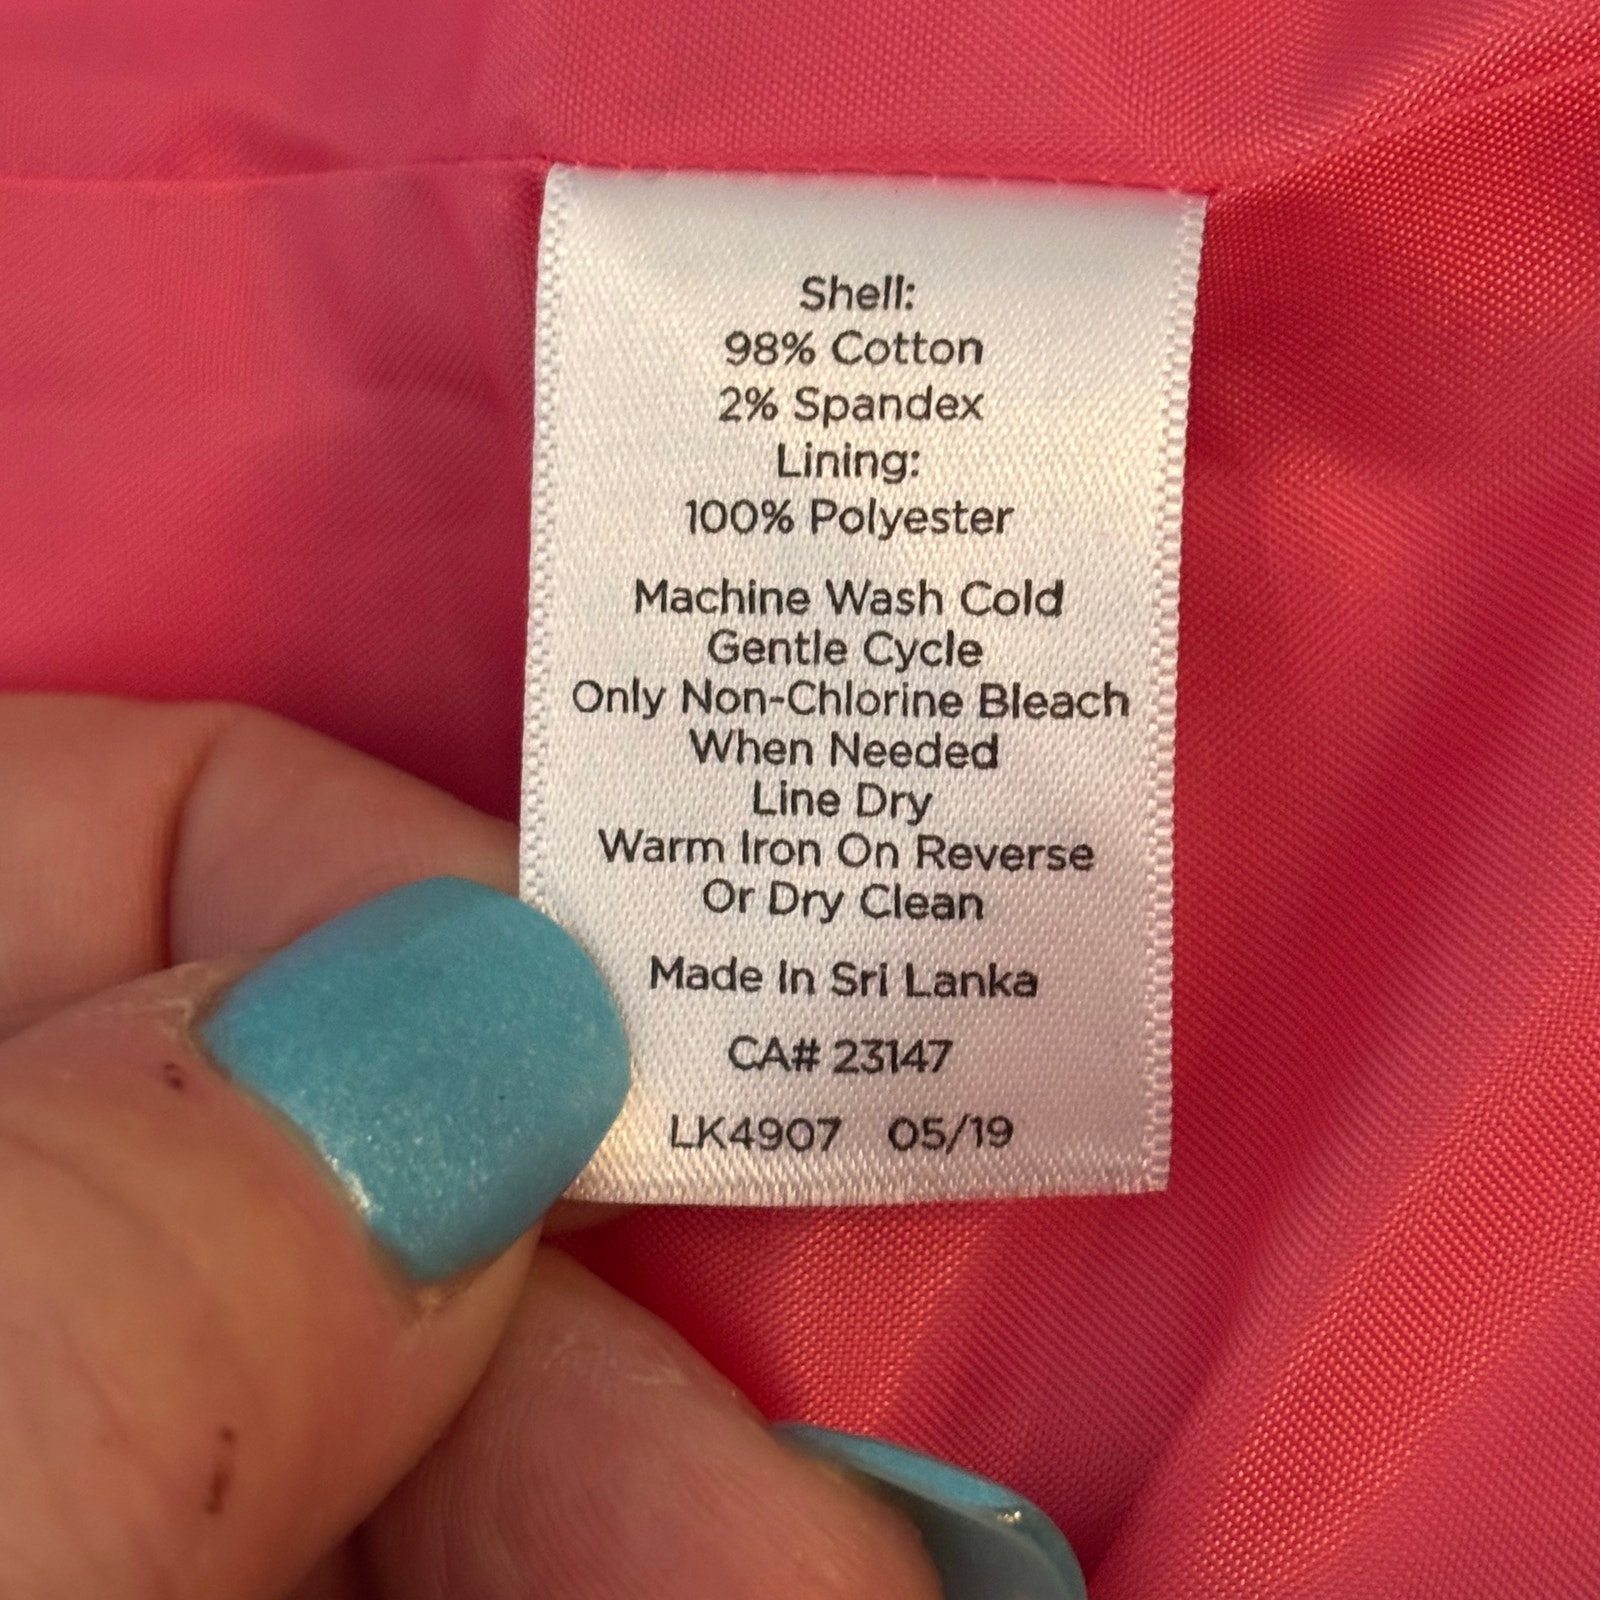 Shell:
98% Cotton
2% Spandex
Lining:
100% Polyester
Machine Wash Cold
Gentle Cycle
Only Non-Chlorine Bleach
When Needed
Line Dry
Warm Iron On Reverse
Or Dry Clean
Made In Sri Lanka
CA# 23147
LK4907 05/19